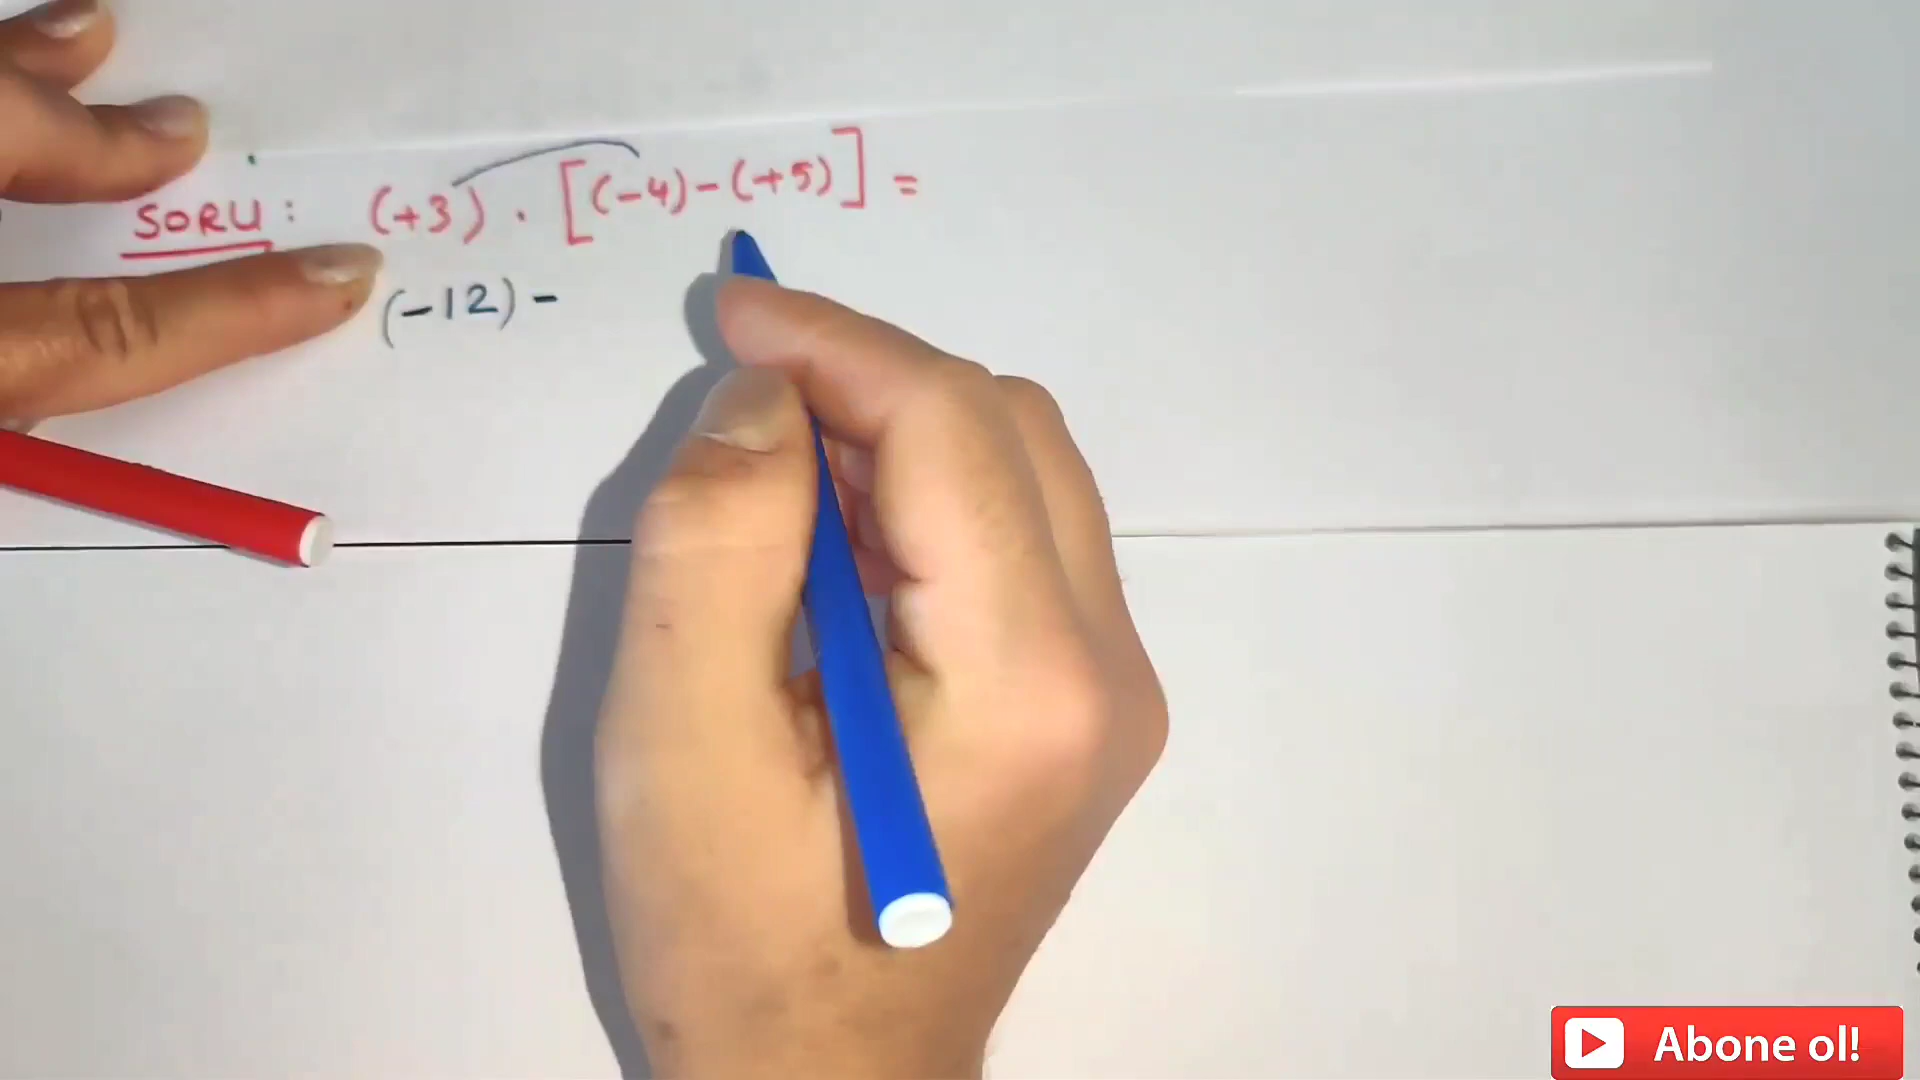 SORU: (+3) . [(-4)-(+5)] =
(-12) -
Abone ol!